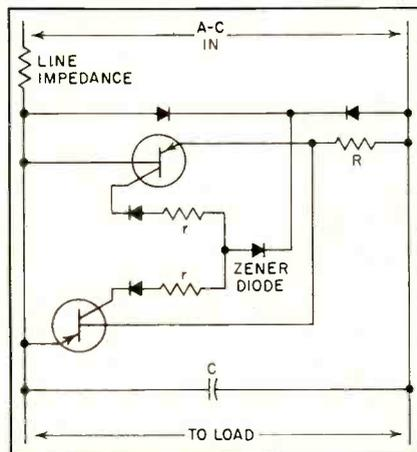 A-C
IN
LINE
IMPEDANCE
R
r
ZENER
DIODE
r
C
TO LOAD